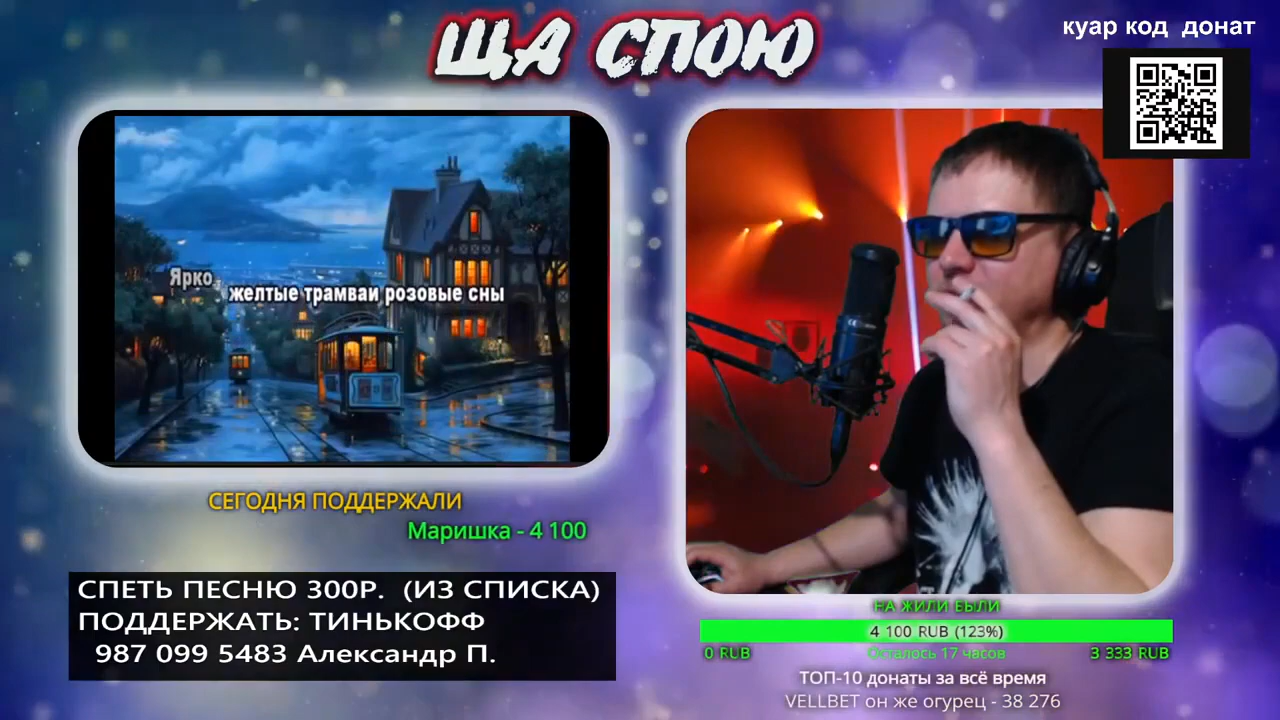 куар код донат
ЩА СПОЮ
Ярко
желтые трамваи розовые сны
СЕГОДНЯ ПОДДЕРЖАЛИ
Маришка - 4 100
СПЕТЬ ПЕСНЮ 300Р. (ИЗ СПИСКА)
ПОДДЕРЖАТЬ: ТИНЬКОФФ
987 099 5483 Александр П.
НА ЖИЛИ БЫЛИ
4 100 RUB (123%)
0 RUB
Осталось 17 часов
3 333 RUB
ТОП-10 донаты за всё время
VELLBET он же огурец - 38 276